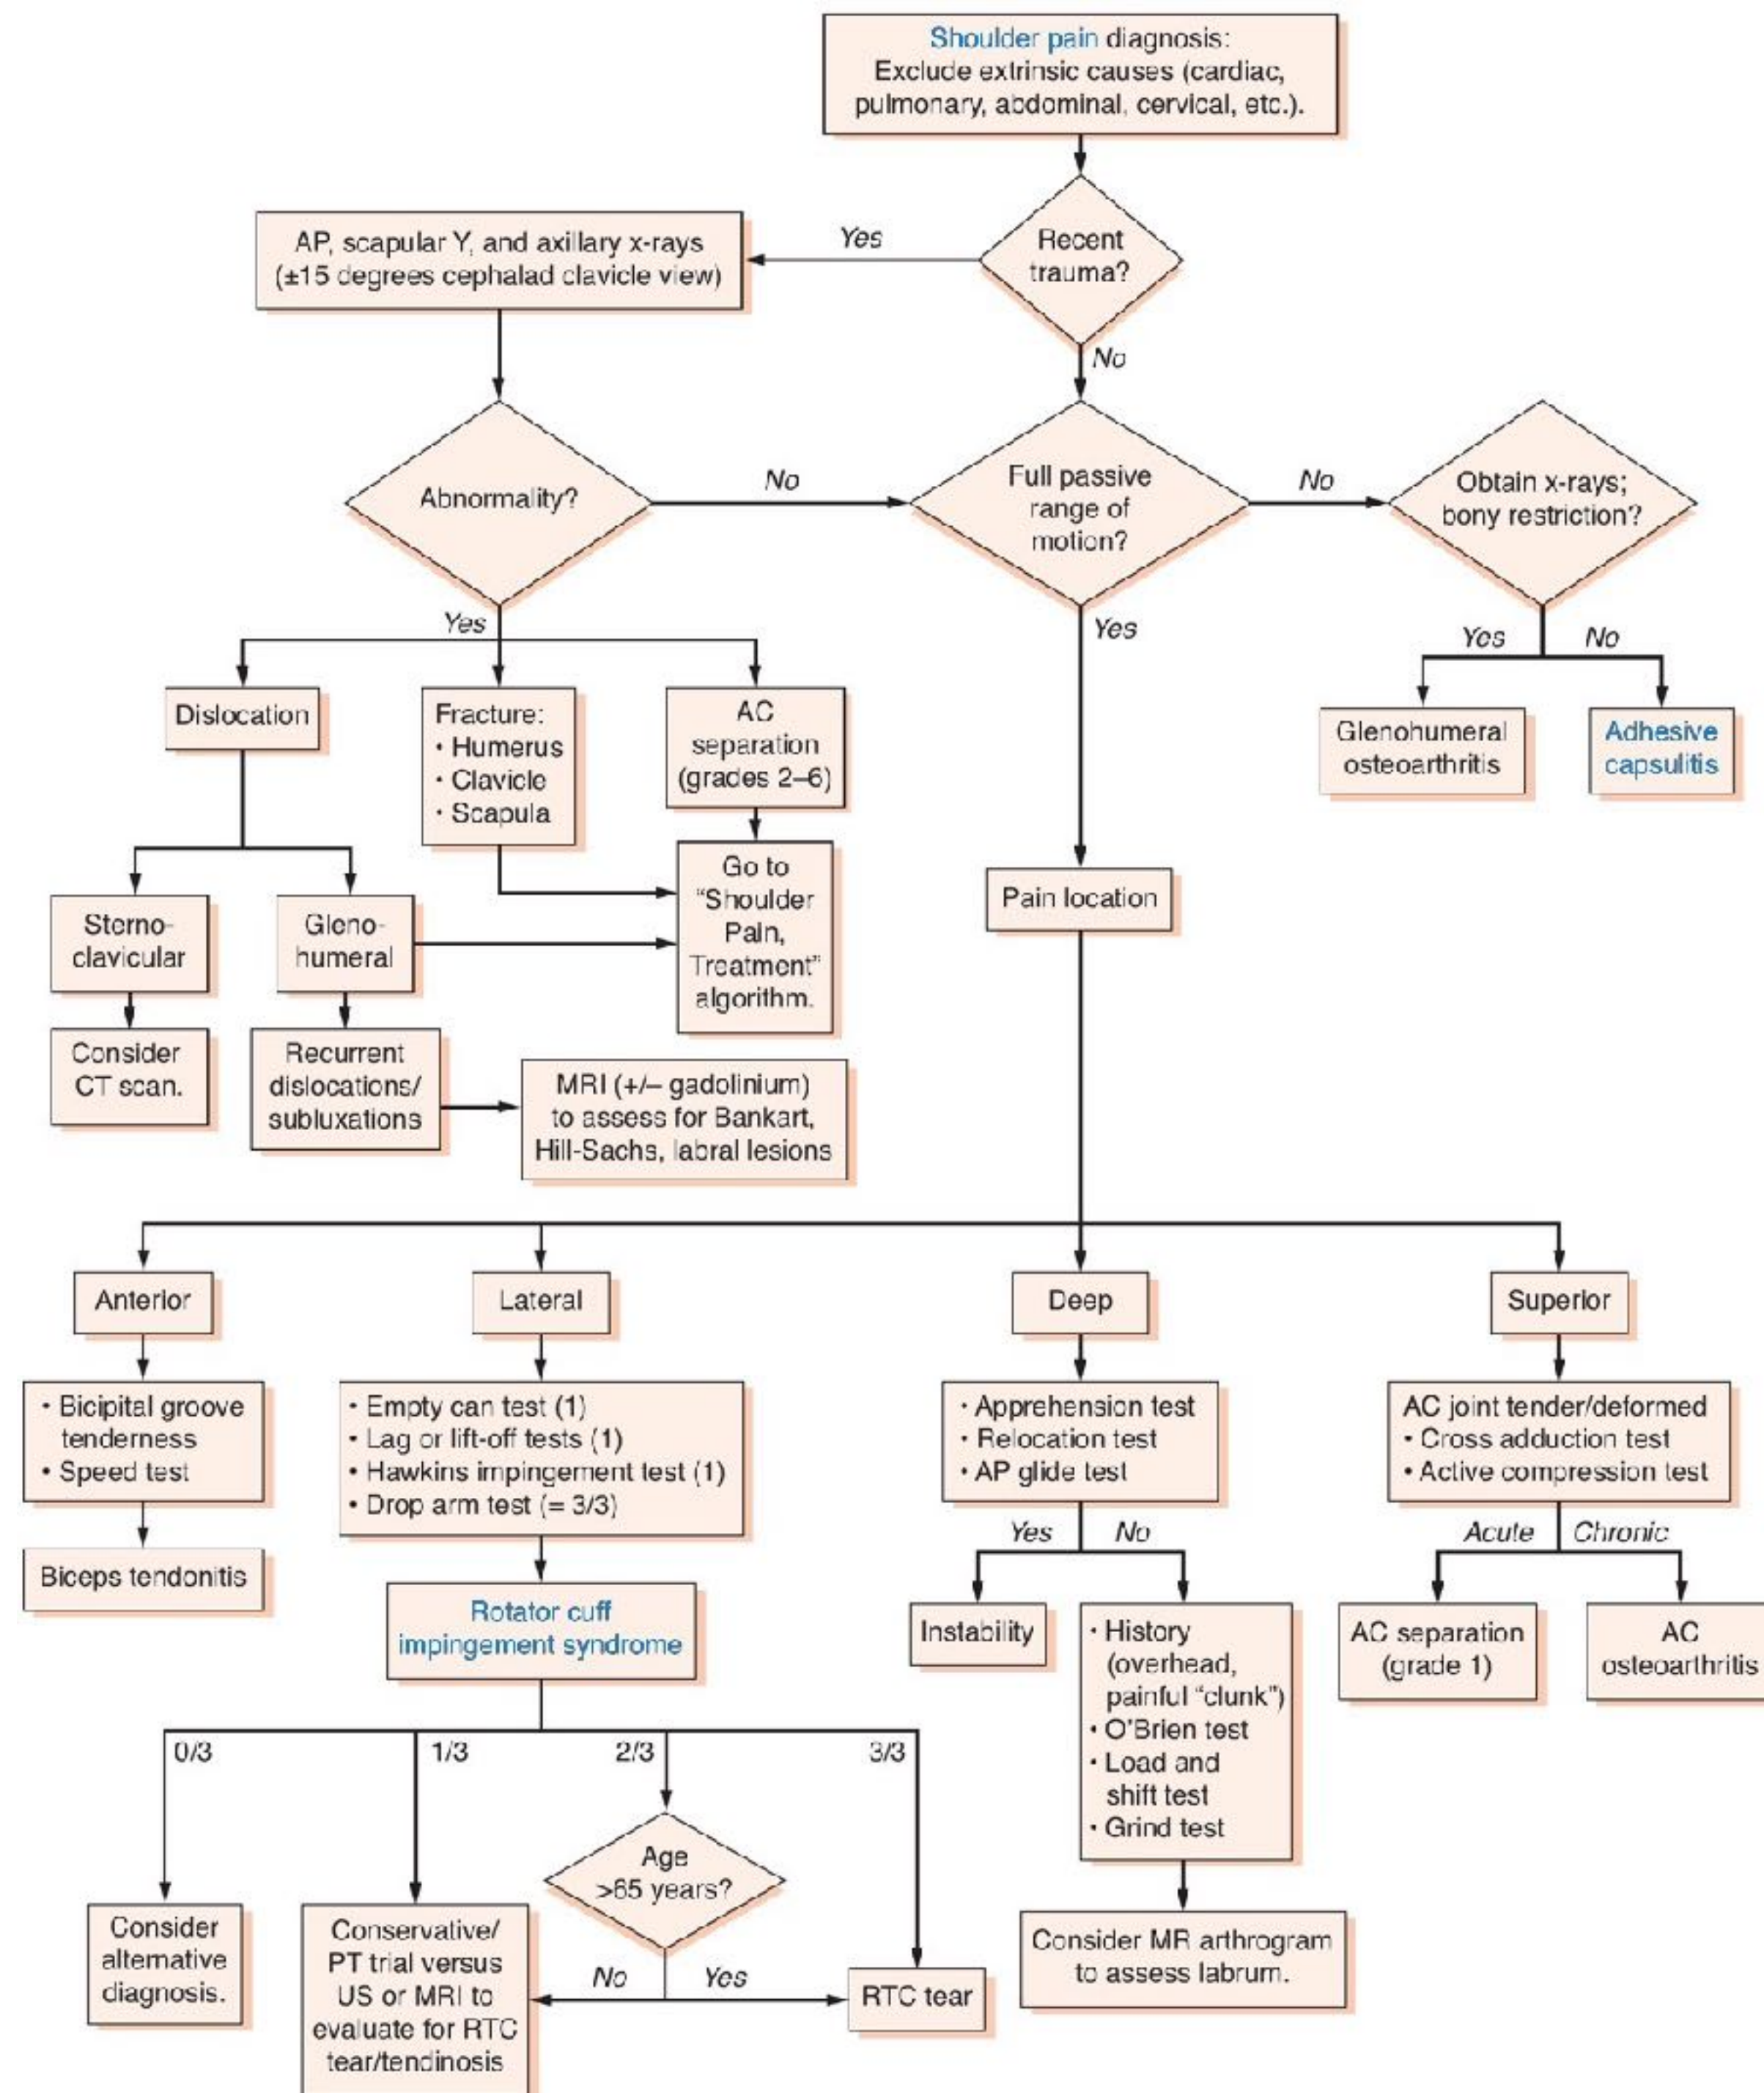 Shoulder pain diagnosis:
Exclude extrinsic causes (cardiac,
pulmonary, abdominal, cervical, etc.).
AP, scapular Y, and axillary x-rays
(±15 degrees cephalad clavicle view)
Yes
Recent
trauma?
No
Abnormality?
No
Full passive
range of
motion?
No
Obtain x-rays;
bony restriction?
Yes
Yes
Yes
No
Dislocation
Fracture:
• Humerus
• Clavicle
• Scapula
AC
separation
(grades 2–6)
Glenohumeral
osteoarthritis
Adhesive
capsulitis
Sterno-
clavicular
Gleno-
humeral
Go to
“Shoulder
Pain,
Treatment”
algorithm.
Pain location
Consider
CT scan.
Recurrent
dislocations/
subluxations
MRI (+/– gadolinium)
to assess for Bankart,
Hill-Sachs, labral lesions
Anterior
Lateral
Deep
Superior
• Bicipital groove
tenderness
• Speed test
• Empty can test (1)
• Lag or lift-off tests (1)
• Hawkins impingement test (1)
• Drop arm test (= 3/3)
• Apprehension test
• Relocation test
• AP glide test
AC joint tender/deformed
• Cross adduction test
• Active compression test
Yes
No
Acute
Chronic
Biceps tendonitis
Rotator cuff
impingement syndrome
Instability
• History
(overhead,
painful “clunk”)
• O’Brien test
• Load and
shift test
• Grind test
AC separation
(grade 1)
AC
osteoarthritis
0/3
1/3
2/3
3/3
Age
>65 years?
Consider
alternative
diagnosis.
Conservative/
PT trial versus
US or MRI to
evaluate for RTC
tear/tendinosis
No
Yes
RTC tear
Consider MR arthrogram
to assess labrum.